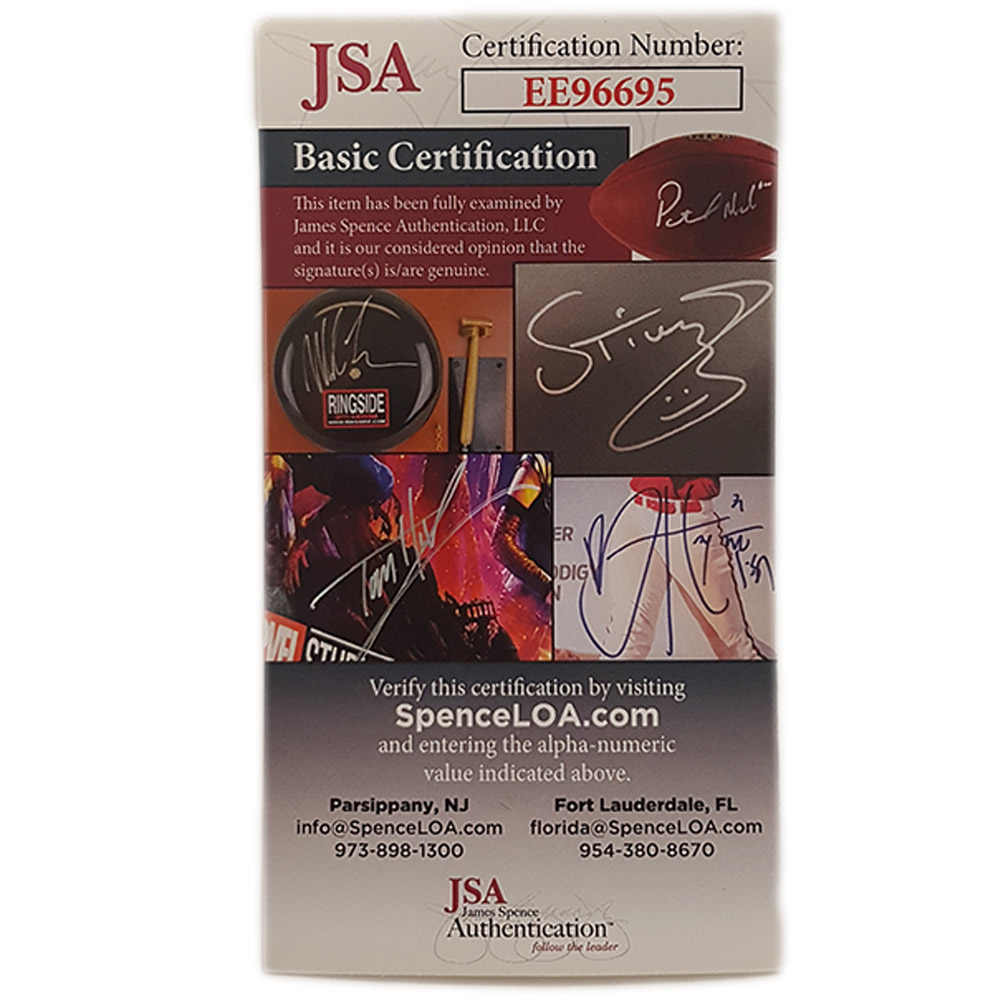 JSA
Certification Number:
EE96695
Basic Certification
This item has been fully examined by
James Spence Authentication, LLC
and it is our considered opinion that the
signature(s) is/are genuine.
RINGSIDE
ER
DIG
N
Verify this certification by visiting
SpenceLOA.com
and entering the alpha-numeric
value indicated above.
Parsippany, NJ
info@SpenceLOA.com
973-898-1300
Fort Lauderdale, FL
florida@SpenceLOA.com
954-380-8670
JSA
James Spence
Authentication™
follow the leader